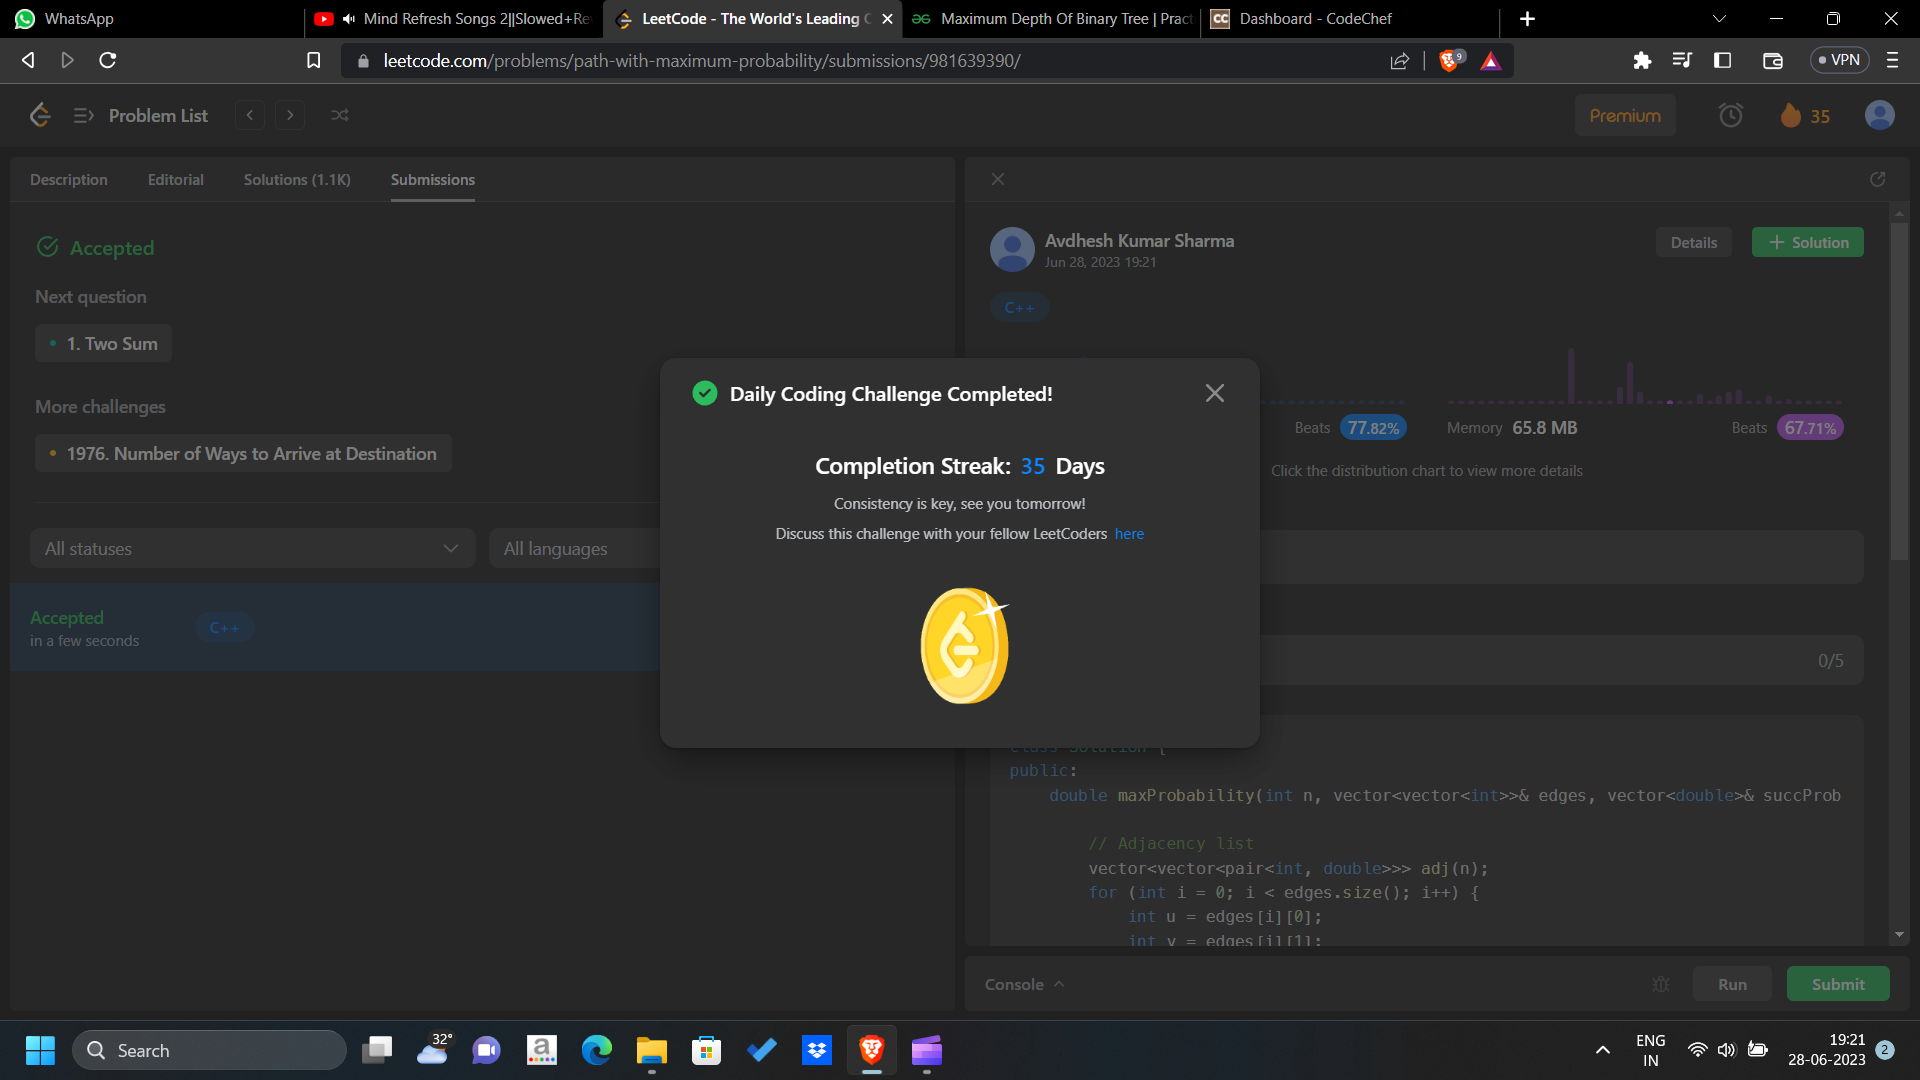 WhatsApp
Mind Refresh Songs 2||Slowed+Re
LeetCode - The World's Leading
Maximum Depth Of Binary Tree | Pract
CC
Dashboard - CodeChef
leetcode.com/problems/path-with-maximum-probability/submissions/981639390/
9
VPN
Problem List
Premium
35
Description
Editorial
Solutions (1.1K)
Submissions
Accepted
Next question
1. Two Sum
More challenges
1976. Number of Ways to Arrive at Destination
All statuses
All languages
Accepted
in a few seconds
C++
Avdhesh Kumar Sharma
Jun 28, 2023 19:21
Details
+ Solution
C++
Beats 77.82%
Memory 65.8 MB
Beats 67.71%
Click the distribution chart to view more details
Daily Coding Challenge Completed!
Completion Streak: 35 Days
Consistency is key, see you tomorrow!
Discuss this challenge with your fellow LeetCoders here
0/5
class Solution {
public:
double maxProbability(int n, vector<vector<int>>& edges, vector<double>& succProb
// Adjacency list
vector<vector<pair<int, double>>> adj(n);
for (int i = 0; i < edges.size(); i++) {
int u = edges[i][0];
int v = edges[i][1];
Console
Run
Submit
Search
32°
a
ENG
IN
19:21
28-06-2023
2